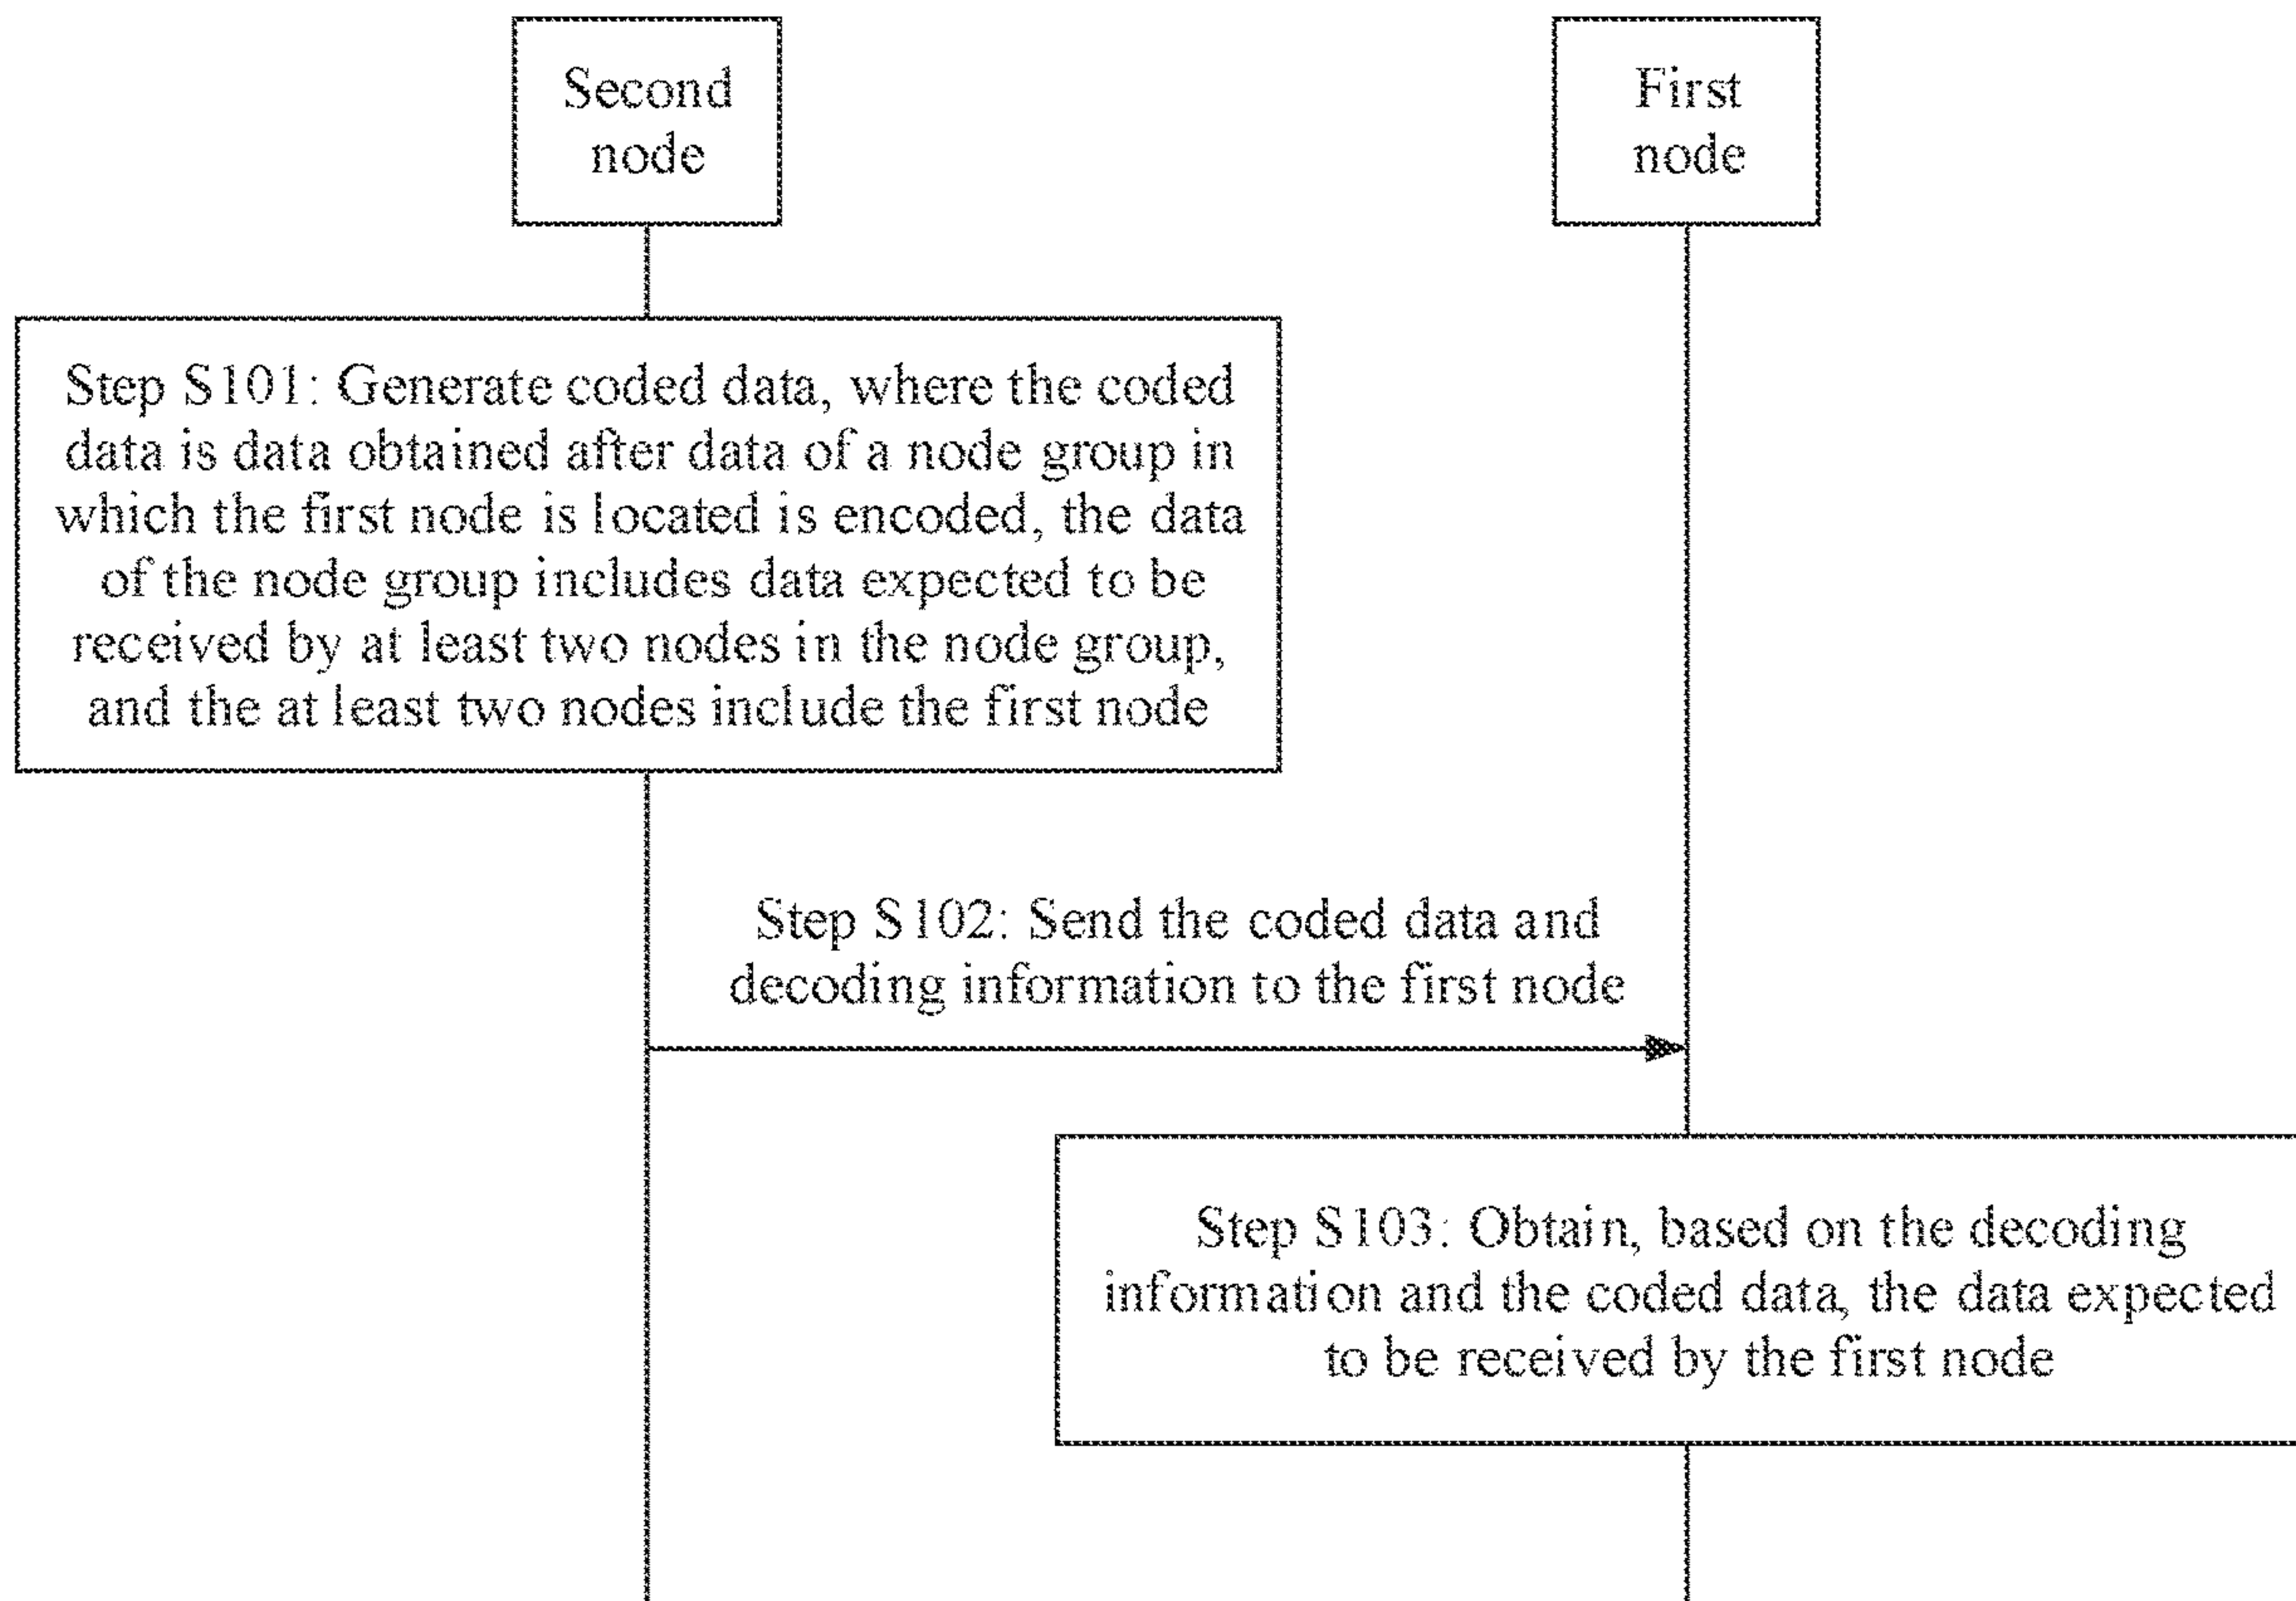 Second
node
First
node
Step S101: Generate coded data, where the coded
data is data obtained after data of a node group in
which the first node is located is encoded, the data
of the node group includes data expected to be
received by at least two nodes in the node group,
and the at least two nodes include the first node
Step S102: Send the coded data and
decoding information to the first node
Step S103: Obtain, based on the decoding
information and the coded data, the data expected
to be received by the first node